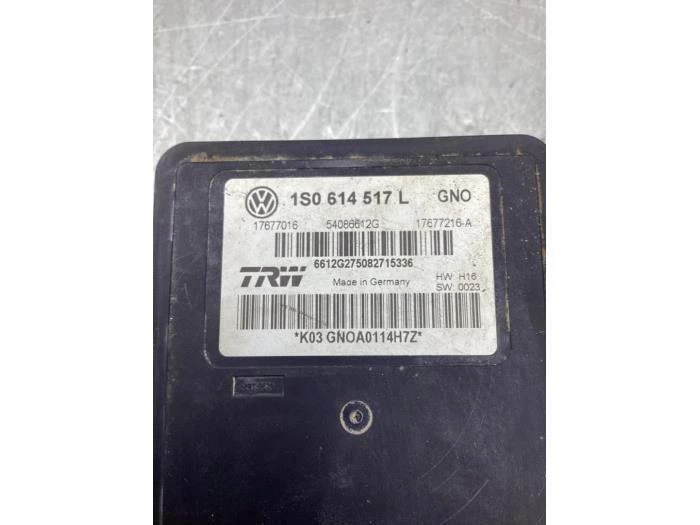 1S0 614 517 L GNO
17677016 54086612G 17677216-A
6612G275082715336
TRW Made in Germany HW: H16
SW: 0023
*K03 GNOA0114H7Z*